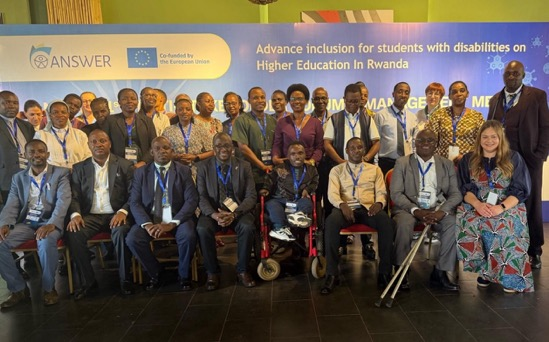 ANSWER
Co-funded by
the European Union
Advance inclusion for students with disabilities on
Higher Education In Rwanda